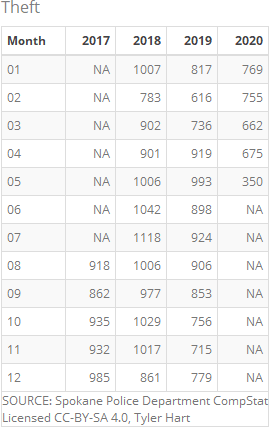 Theft
Month 2017 2018 2019 2020
01 NA 1007 817 769
02 NA 783 616 755
03 NA 902 736 662
04 NA 901 919 675
05 NA 1006 993 350
06 NA 1042 898 NA
07 NA 1118 924 NA
08 918 1006 906 NA
09 862 977 853 NA
10 935 1029 756 NA
11 932 1017 715 NA
12 985 861 779 NA
SOURCE: Spokane Police Department CompStat
Licensed CC-BY-SA 4.0, Tyler Hart